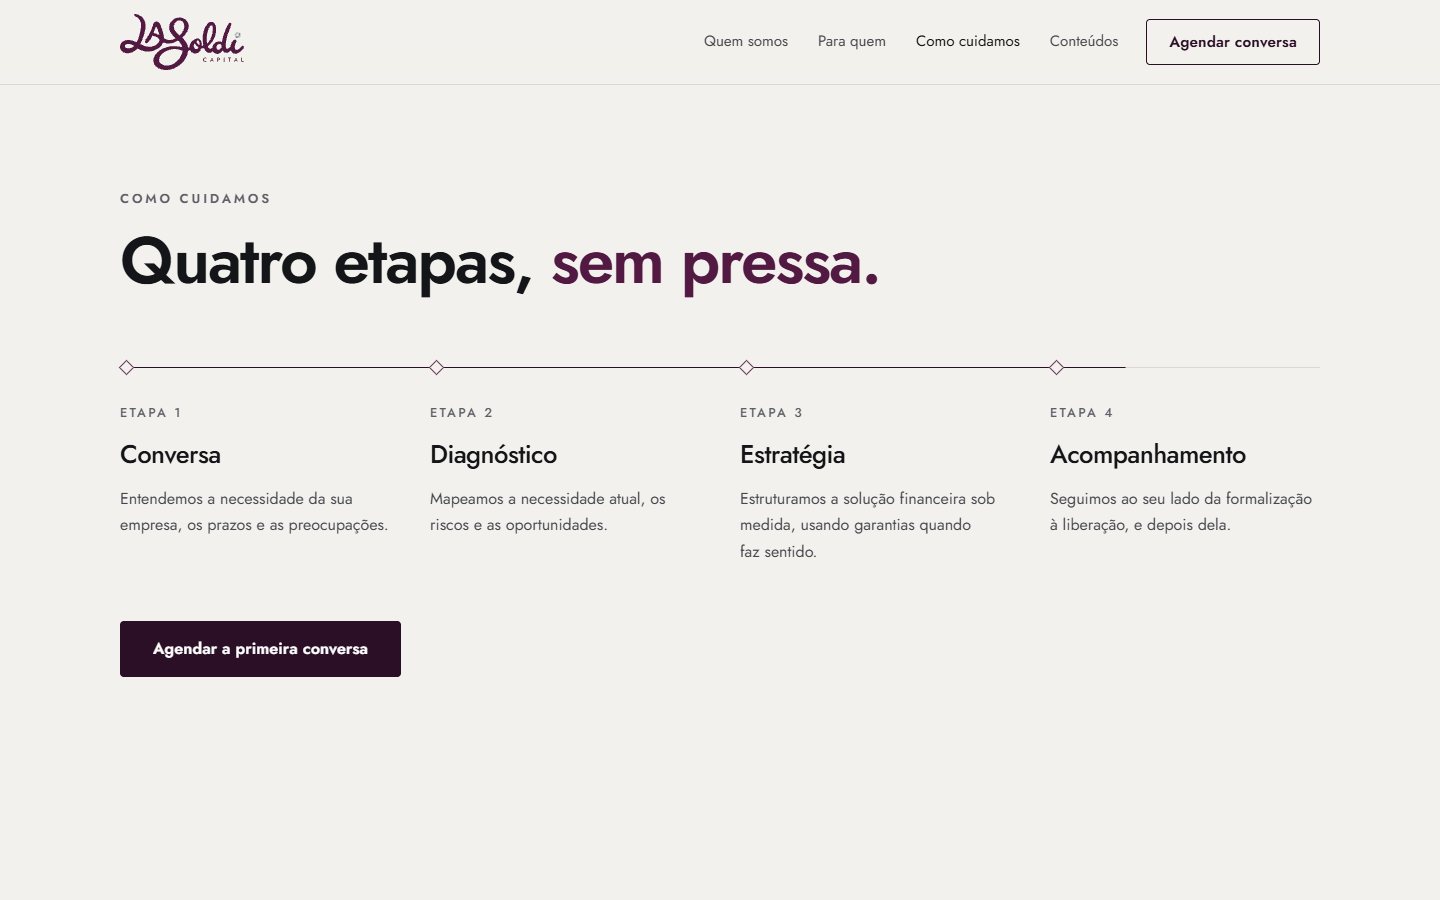 LASoldi
CAPITAL
Quem somos
Para quem
Como cuidamos
Conteúdos
Agendar conversa
COMO CUIDAMOS
Quatro etapas, sem pressa.
ETAPA 1
Conversa
Entendemos a necessidade da sua
empresa, os prazos e as preocupações.
ETAPA 2
Diagnóstico
Mapeamos a necessidade atual, os
riscos e as oportunidades.
ETAPA 3
Estratégia
Estruturamos a solução financeira sob
medida, usando garantias quando
faz sentido.
ETAPA 4
Acompanhamento
Seguimos ao seu lado da formalização
à liberação, e depois dela.
Agendar a primeira conversa